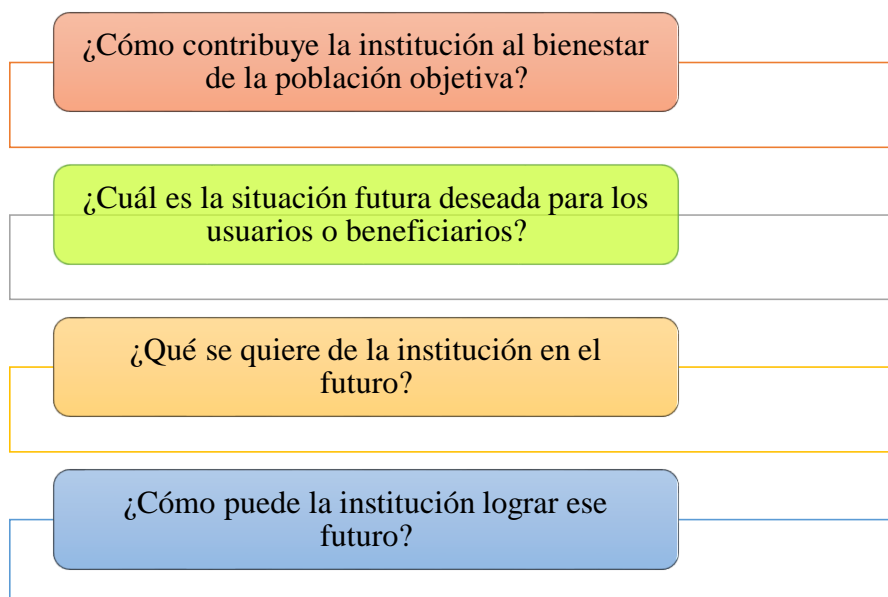 ¿Cómo contribuye la institución al bienestar
de la población objetiva?
¿Cuál es la situación futura deseada para los
usuarios o beneficiarios?
¿Qué se quiere de la institución en el
futuro?
¿Cómo puede la institución lograr ese
futuro?